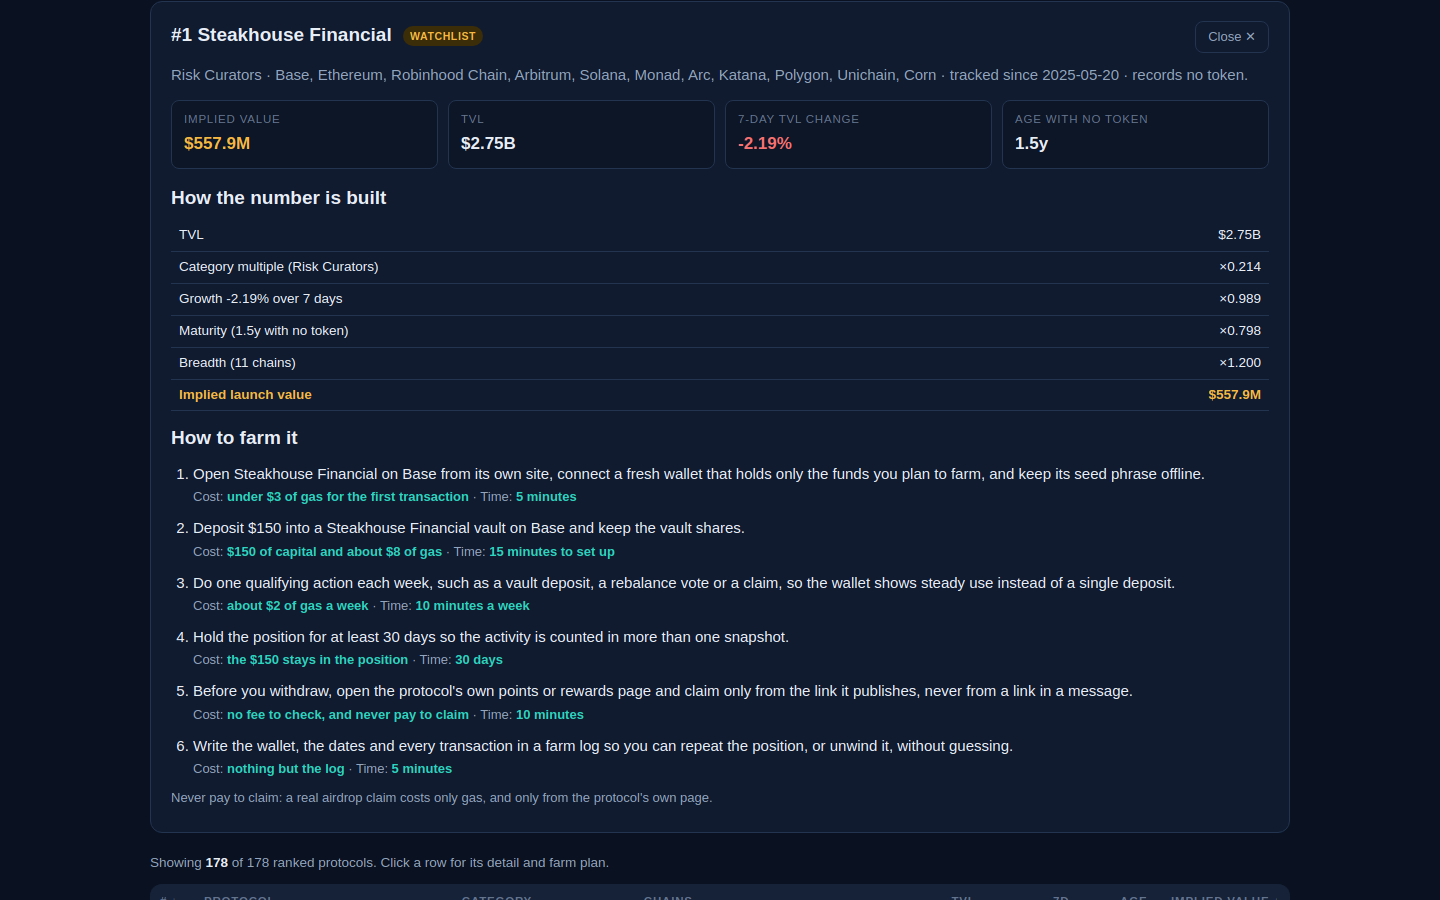 #1 Steakhouse Financial WATCHLIST
Close ✕
Risk Curators · Base, Ethereum, Robinhood Chain, Arbitrum, Solana, Monad, Arc, Katana, Polygon, Unichain, Corn · tracked since 2025-05-20 · records no token.
IMPLIED VALUE
$557.9M
TVL
$2.75B
7-DAY TVL CHANGE
-2.19%
AGE WITH NO TOKEN
1.5y
How the number is built
TVL $2.75B
Category multiple (Risk Curators) ×0.214
Growth -2.19% over 7 days ×0.989
Maturity (1.5y with no token) ×0.798
Breadth (11 chains) ×1.200
Implied launch value $557.9M
How to farm it
1. Open Steakhouse Financial on Base from its own site, connect a fresh wallet that holds only the funds you plan to farm, and keep its seed phrase offline.
Cost: under $3 of gas for the first transaction · Time: 5 minutes
2. Deposit $150 into a Steakhouse Financial vault on Base and keep the vault shares.
Cost: $150 of capital and about $8 of gas · Time: 15 minutes to set up
3. Do one qualifying action each week, such as a vault deposit, a rebalance vote or a claim, so the wallet shows steady use instead of a single deposit.
Cost: about $2 of gas a week · Time: 10 minutes a week
4. Hold the position for at least 30 days so the activity is counted in more than one snapshot.
Cost: the $150 stays in the position · Time: 30 days
5. Before you withdraw, open the protocol's own points or rewards page and claim only from the link it publishes, never from a link in a message.
Cost: no fee to check, and never pay to claim · Time: 10 minutes
6. Write the wallet, the dates and every transaction in a farm log so you can repeat the position, or unwind it, without guessing.
Cost: nothing but the log · Time: 5 minutes
Never pay to claim: a real airdrop claim costs only gas, and only from the protocol's own page.
Showing 178 of 178 ranked protocols. Click a row for its detail and farm plan.
# PROTOCOL CATEGORY CHAINS TVL 7D AGE IMPLIED VALUE